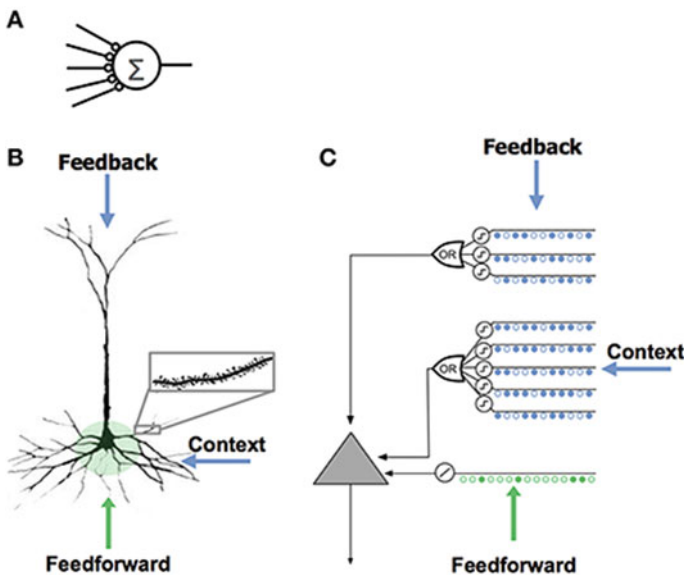 A
Σ
B
Feedback
Context
Feedforward
C
Feedback
OR
OR
Context
Feedforward